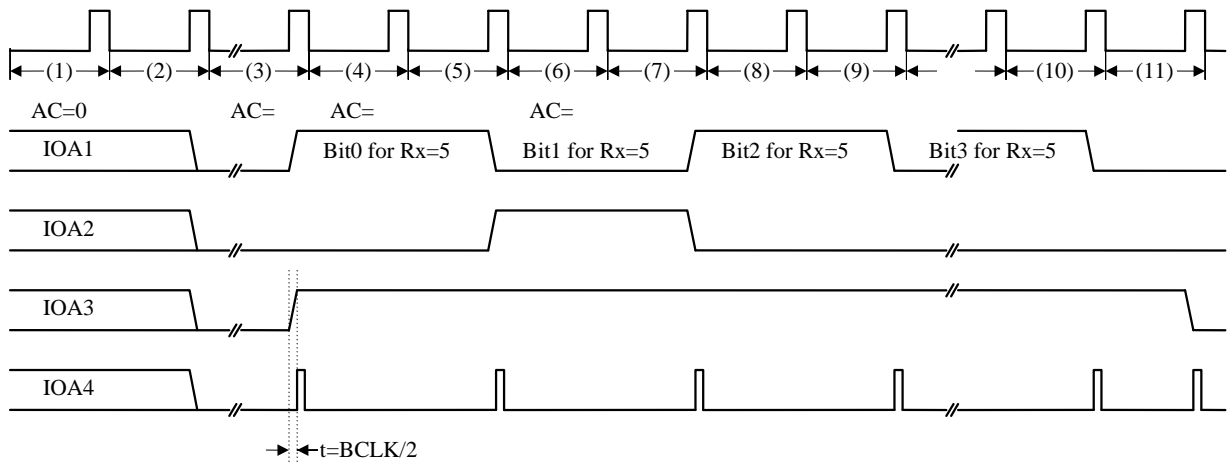 (1) (2) (3) (4) (5) (6) (7) (8) (9) (10) (11)
AC=0 AC= AC= AC=
IOA1 Bit0 for Rx=5 Bit1 for Rx=5 Bit2 for Rx=5 Bit3 for Rx=5
IOA2
IOA3
IOA4
t=BCLK/2